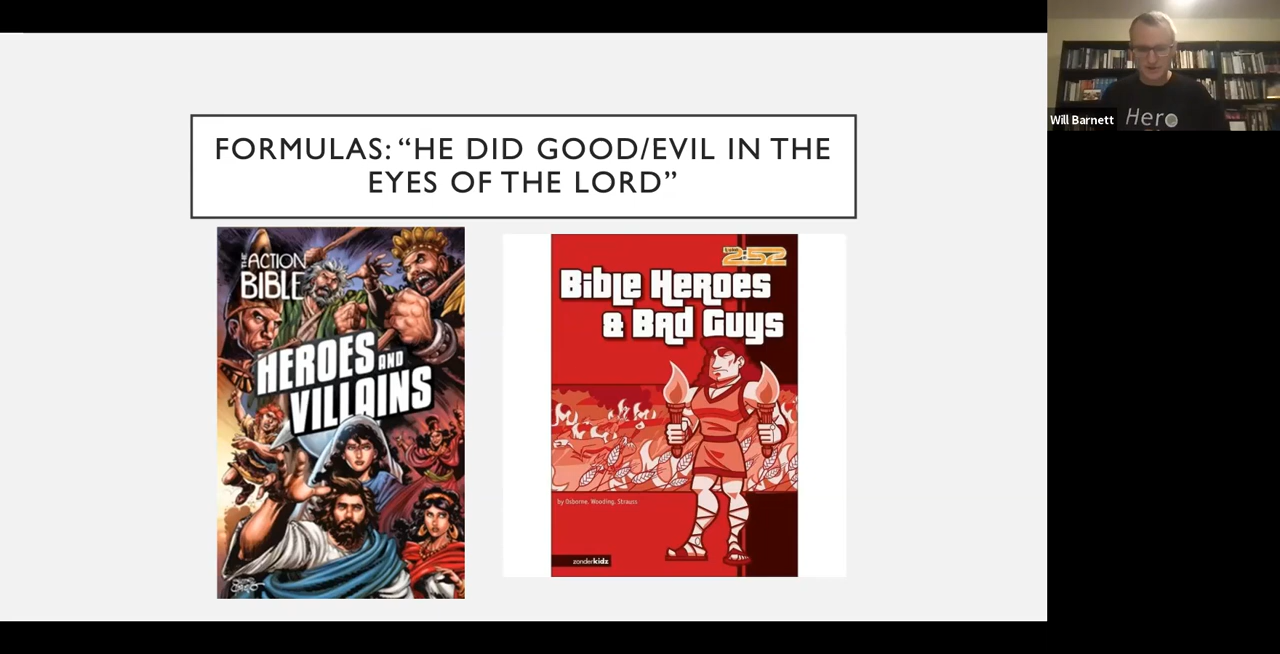 FORMULAS: “HE DID GOOD/EVIL IN THE
EYES OF THE LORD”
THE
ACTION
BIBLE
HEROES AND
VILLAINS
2:52
Bible Heroes
& Bad Guys
by Osborne, Wooding, Strauss
zonderkidz
Will Barnett
Hero